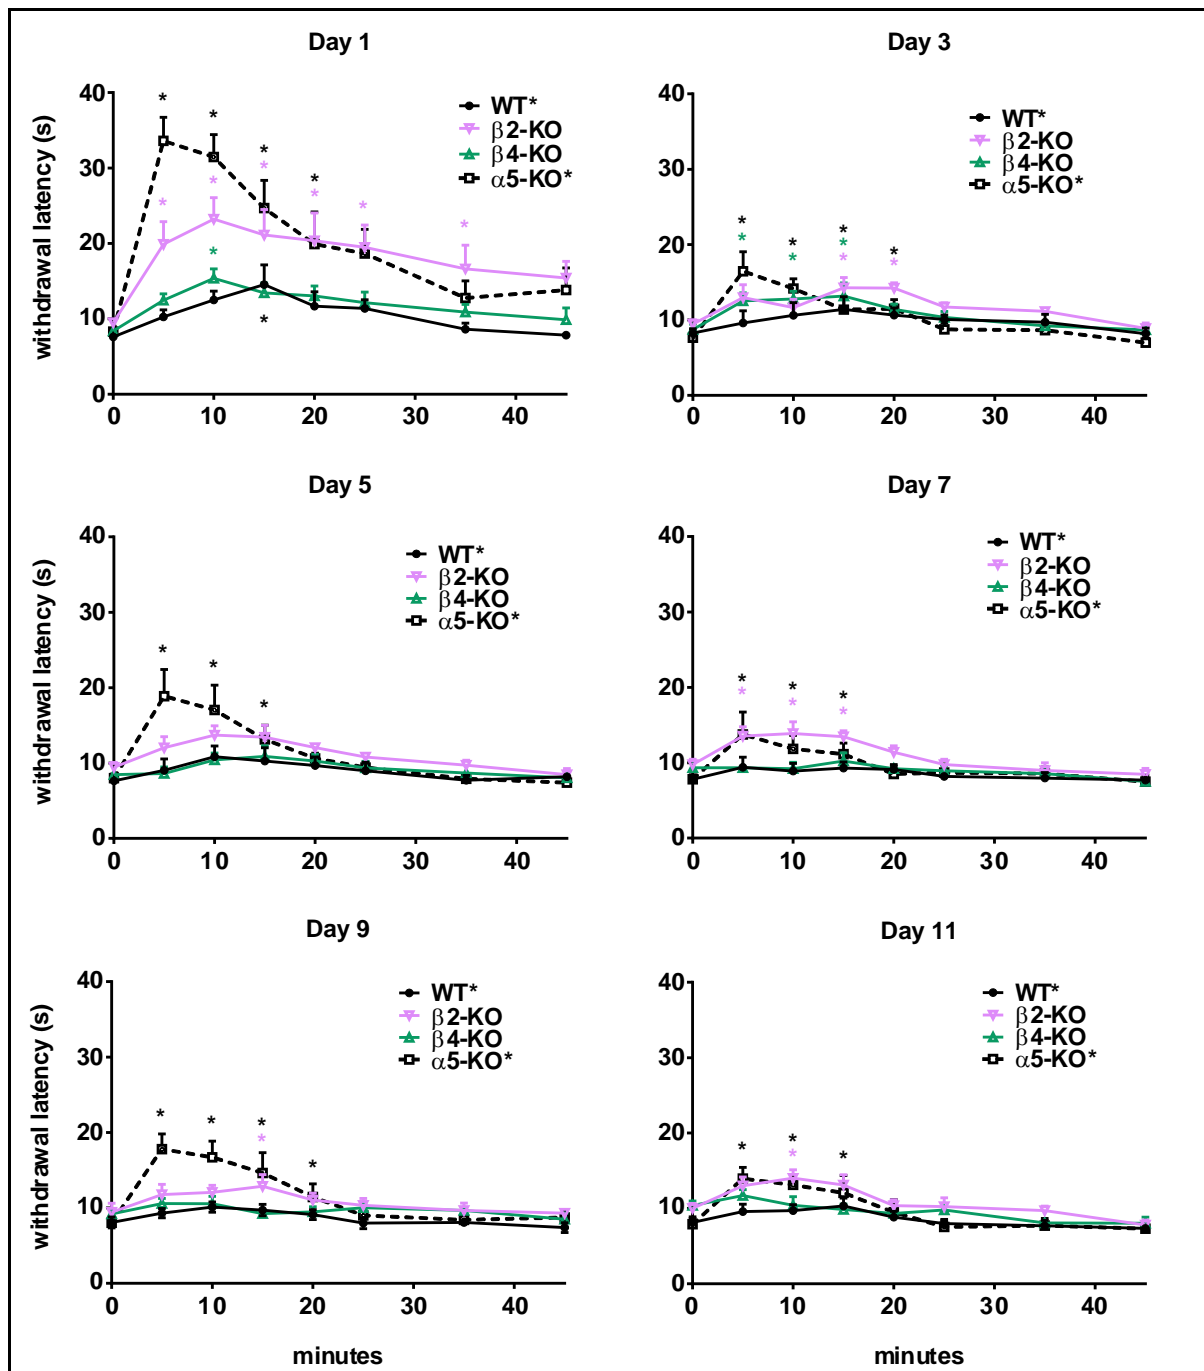 Day 1
withdrawal latency (s)
40
30
20
10
0
0 10 20 30 40
* * * * * * * * * * * *
WT*
β2-KO
β4-KO
α5-KO*
Day 3
40
30
20
10
0
0 10 20 30 40
* * * * * * * * *
WT*
β2-KO
β4-KO
α5-KO*
Day 5
withdrawal latency (s)
40
30
20
10
0
0 10 20 30 40
* * *
WT*
β2-KO
β4-KO
α5-KO*
Day 7
40
30
20
10
0
0 10 20 30 40
* * * * * *
WT*
β2-KO
β4-KO
α5-KO*
Day 9
withdrawal latency (s)
40
30
20
10
0
0 10 20 30 40
* * * * *
WT*
β2-KO
β4-KO
α5-KO*
minutes
Day 11
40
30
20
10
0
0 10 20 30 40
* * * *
WT*
β2-KO
β4-KO
α5-KO*
minutes